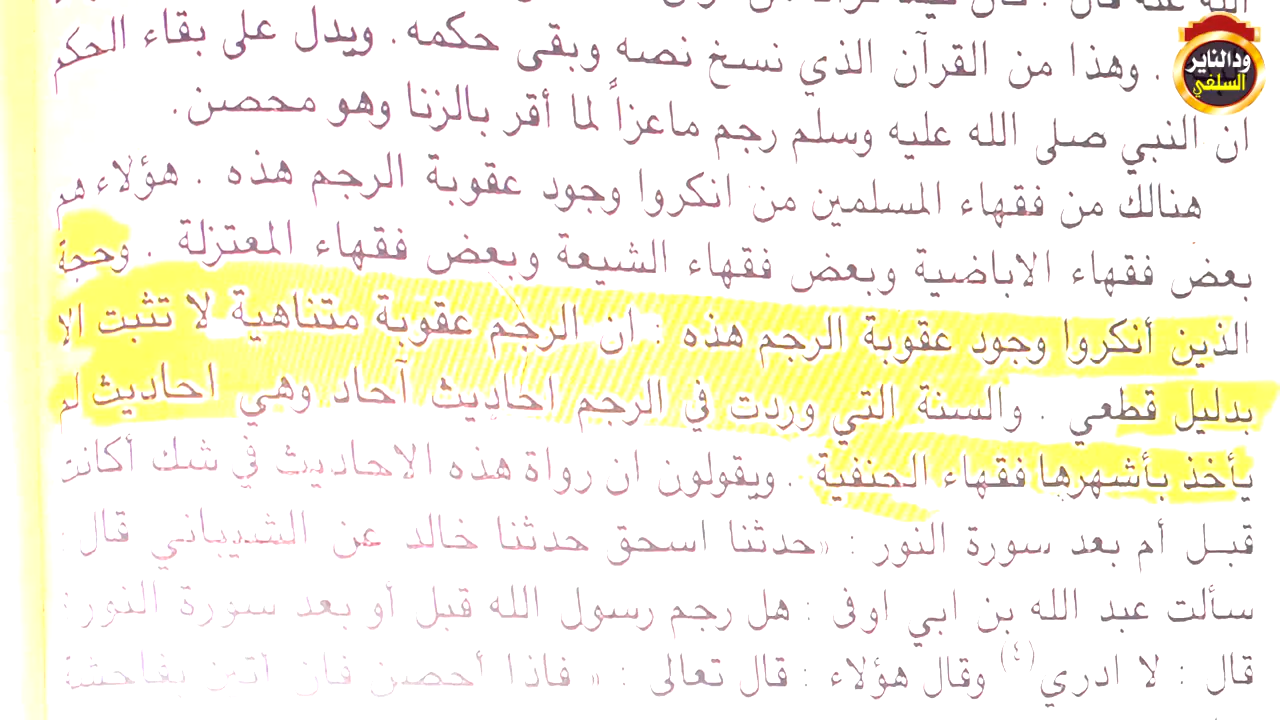 . وهذا من القرآن الذي نسخ نصه وبقى حكمه. ويدل على بقاء الحكم
ان النبي صلى الله عليه وسلم رجم ماعزاً لما أقر بالزنا وهو محصن.
هنالك من فقهاء المسلمين من انكروا وجود عقوبة الرجم هذه . هؤلاء هم
بعض فقهاء الاباضية وبعض فقهاء الشيعة وبعض فقهاء المعتزلة . وحجة
الذين أنكروا وجود عقوبة الرجم هذه : ان الرجم عقوبة متناهية لا تثبت الا
بدليل قطعي . والسنة التي وردت في الرجم احاديث آحاد وهي احاديث لم
يأخذ بأشهرها فقهاء الحنفية . ويقولون ان رواة هذه الاحاديث في شك أكانت
قبل أم بعد سورة النور : «حدثنا اسحق حدثنا خالد عن الشيباني قال :
سألت عبد الله بن ابي اوفى : هل رجم رسول الله قبل أو بعد سورة النور :
قال : لا ادري(٤) وقال هؤلاء : قال تعالى : « فاذا أحصن فان اتين بفاحشة
ودالناير
السلفي